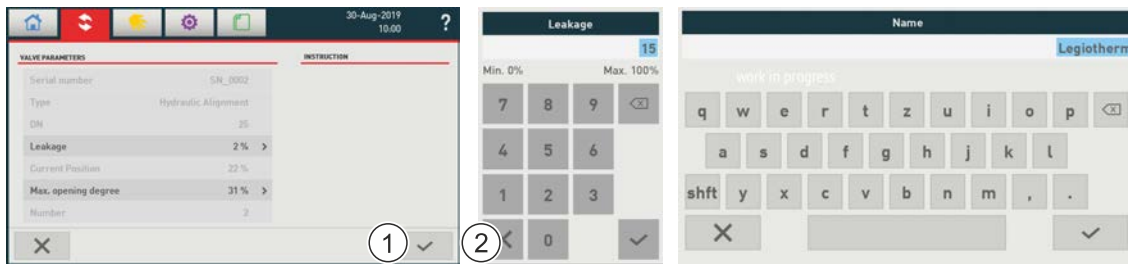 30-Aug-2019
10:00
?
VALVE PARAMETERS
INSTRUCTION
Serial number SN_0002
Type Hydraulic Alignment
DN 25
Leakage 2 % >
Current Position 22 %
Max. opening degree 31 % >
Number 2
1
2
Leakage
15
Min. 0% Max. 100%
7 8 9
4 5 6
1 2 3
0
Name
Legiotherm
work in progress
q w e r t z u i o p
a s d f g h j k l
shft y x c v b n m , .